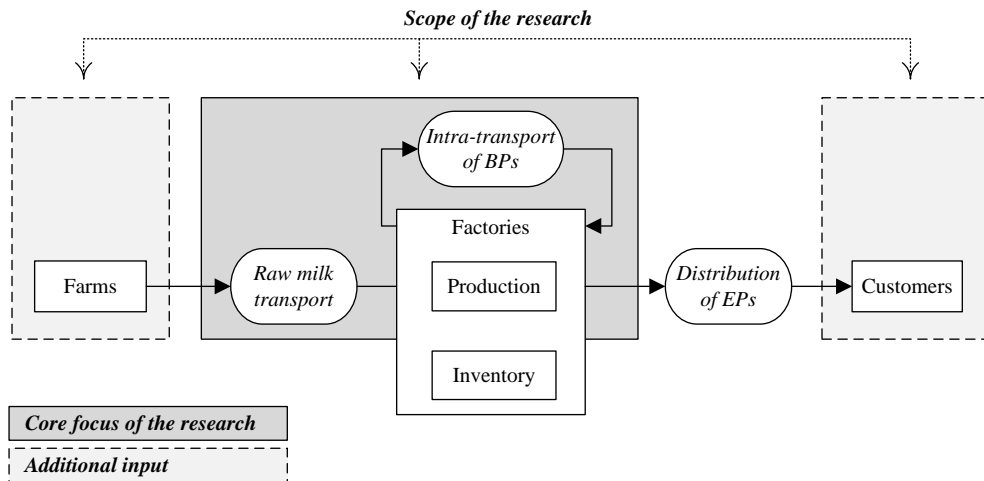 Scope of the research
Intra-transport
of BPs
Factories
Farms
Raw milk
transport
Production
Distribution
of EPs
Customers
Inventory
Core focus of the research
Additional input